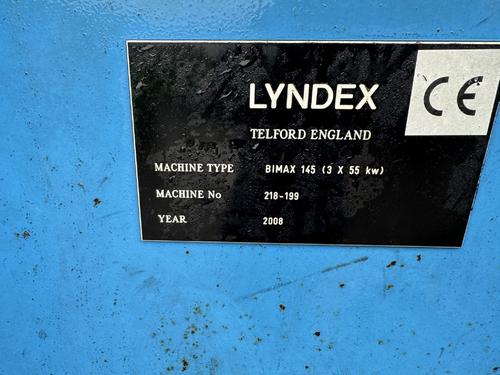 LYNDEX
CE
TELFORD ENGLAND
MACHINE TYPE BIMAX 145 (3 X 55 kw)
MACHINE No 218-199
YEAR 2008